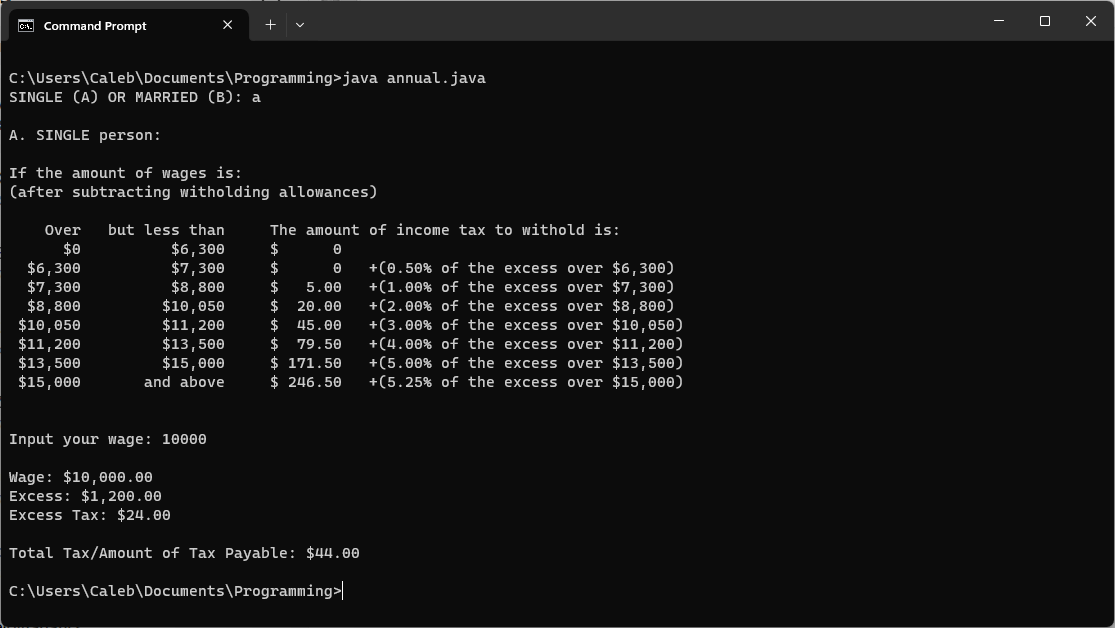 Command Prompt
C:\Users\Caleb\Documents\Programming>java annual.java
SINGLE (A) OR MARRIED (B): a
A. SINGLE person:
If the amount of wages is:
(after subtracting witholding allowances)
Over but less than The amount of income tax to withold is:
$0 $6,300 $ 0
$6,300 $7,300 $ 0 +(0.50% of the excess over $6,300)
$7,300 $8,800 $ 5.00 +(1.00% of the excess over $7,300)
$8,800 $10,050 $ 20.00 +(2.00% of the excess over $8,800)
$10,050 $11,200 $ 45.00 +(3.00% of the excess over $10,050)
$11,200 $13,500 $ 79.50 +(4.00% of the excess over $11,200)
$13,500 $15,000 $ 171.50 +(5.00% of the excess over $13,500)
$15,000 and above $ 246.50 +(5.25% of the excess over $15,000)
Input your wage: 10000
Wage: $10,000.00
Excess: $1,200.00
Excess Tax: $24.00
Total Tax/Amount of Tax Payable: $44.00
C:\Users\Caleb\Documents\Programming>